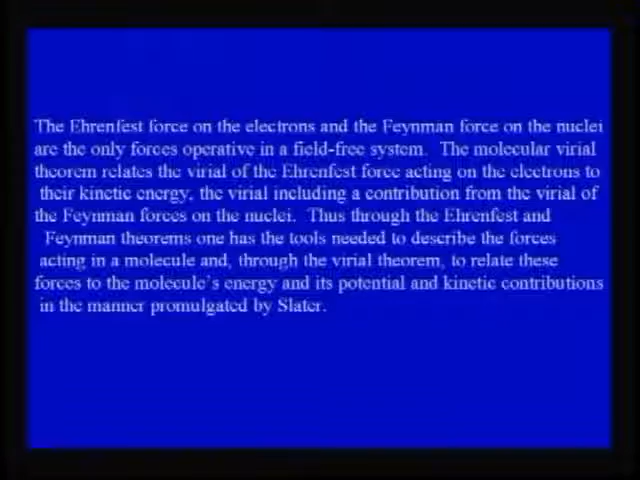 The Ehrenfest force on the electrons and the Feynman force on the nuclei
are the only forces operative in a field-free system. The molecular virial
theorem relates the virial of the Ehrenfest force acting on the electrons to
their kinetic energy, the virial including a contribution from the virial of
the Feynman forces on the nuclei. Thus through the Ehrenfest and
Feynman theorems one has the tools needed to describe the forces
acting in a molecule and, through the virial theorem, to relate these
forces to the molecule's energy and its potential and kinetic contributions
in the manner promulgated by Slater.